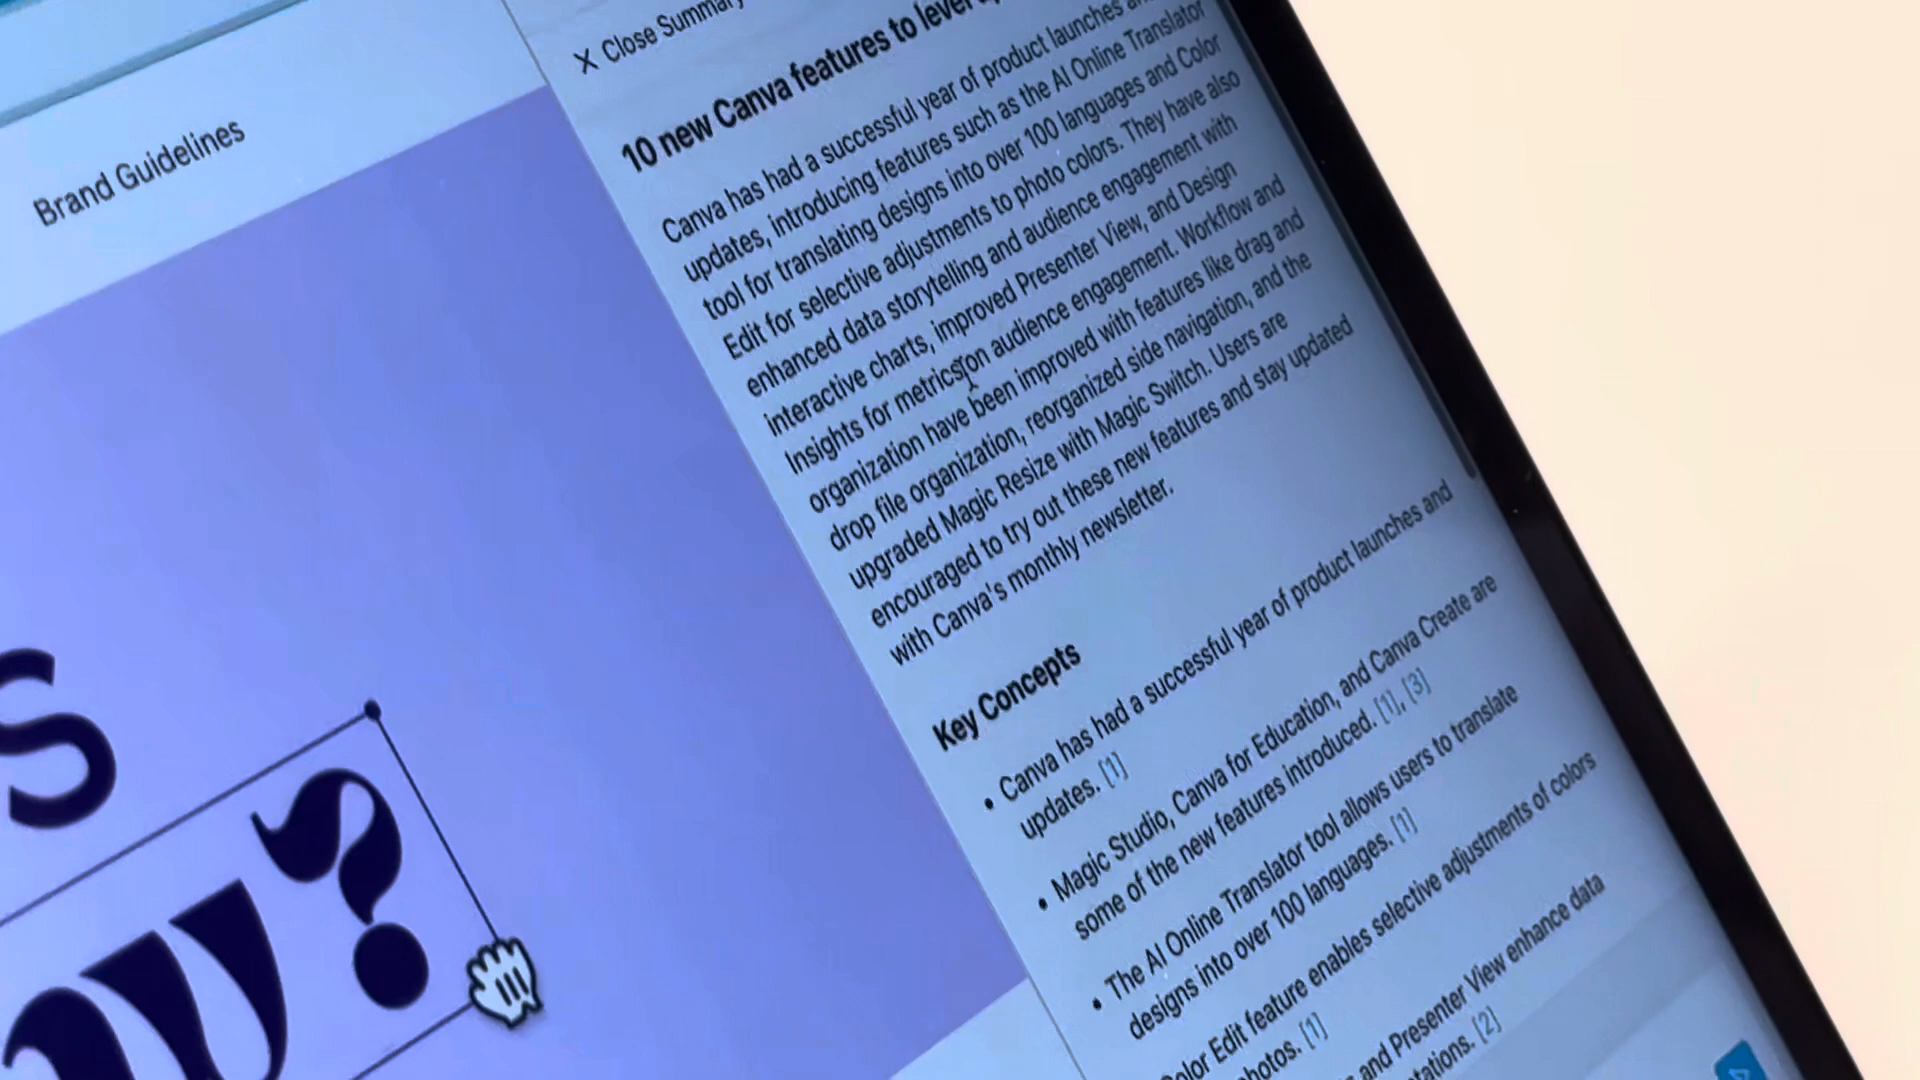 Brand Guidelines
s
w?
X Close Summary
10 new Canva features to
Canva has had a successful year of product launches
updates, introducing features such as the AI Online Translator
tool for translating designs into over 100 languages and Color
Edit for selective adjustments to photo colors. They have also
enhanced data storytelling and audience engagement with
interactive charts, improved Presenter View, and Design
Insights for metrics on audience engagement. Workflow and
organization have been improved with features like drag and
drop file organization, reorganized side navigation, and the
upgraded Magic Resize with Magic Switch. Users are
encouraged to try out these new features and stay updated
with Canva's monthly newsletter.
Key Concepts
• Canva has had a successful year of product launches and
updates. [1]
• Magic Studio, Canva for Education, and Canva Create are
some of the new features introduced. [1], [3]
• The AI Online Translator tool allows users to translate
designs into over 100 languages. [1]
Color Edit feature enables selective adjustments of colors
photos. [1]
and Presenter View enhance data
[2]